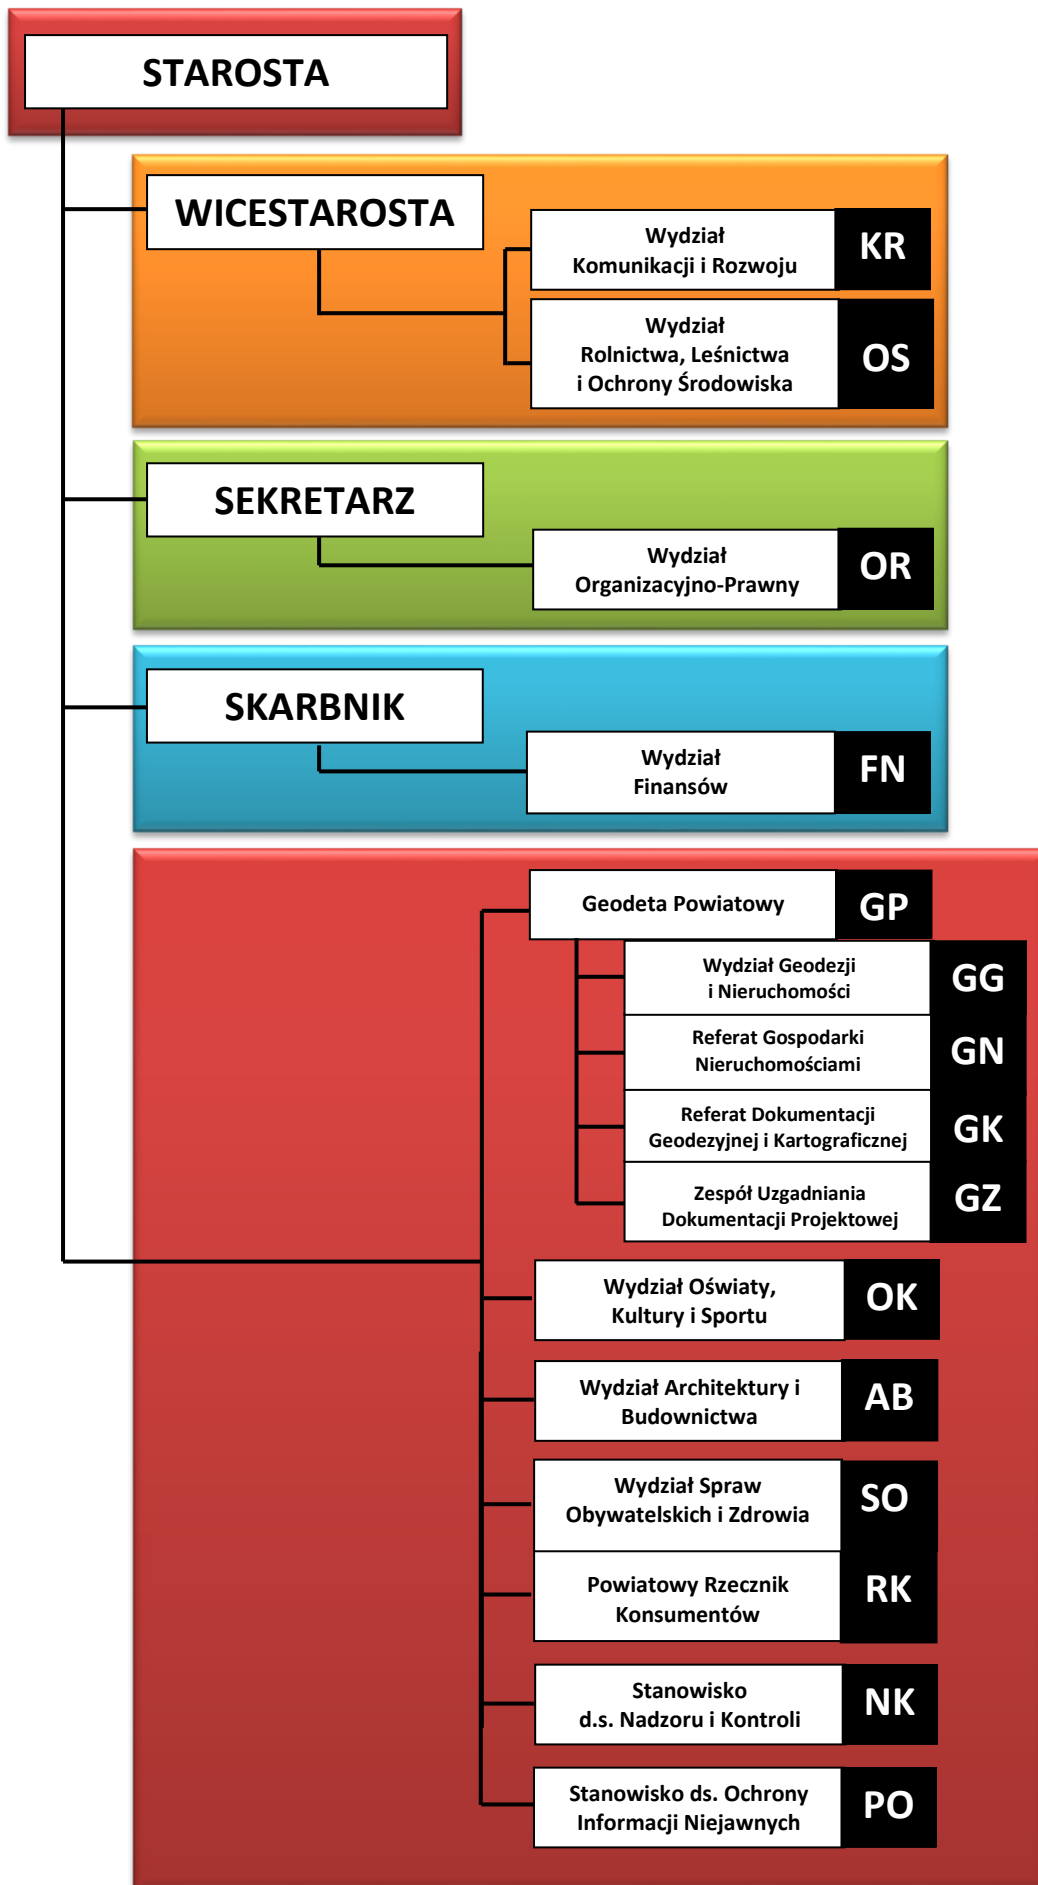 STAROSTA
WICESTAROSTA
Wydział
Komunikacji i Rozwoju
KR
Wydział
Rolnictwa, Leśnictwa
i Ochrony Środowiska
OS
SEKRETARZ
Wydział
Organizacyjno-Prawny
OR
SKARBNIK
Wydział
Finansów
FN
Geodeta Powiatowy
GP
Wydział Geodezji
i Nieruchomości
GG
Referat Gospodarki
Nieruchomościami
GN
Referat Dokumentacji
Geodezyjnej i Kartograficznej
GK
Zespół Uzgadniania
Dokumentacji Projektowej
GZ
Wydział Oświaty,
Kultury i Sportu
OK
Wydział Architektury i
Budownictwa
AB
Wydział Spraw
Obywatelskich i Zdrowia
SO
Powiatowy Rzecznik
Konsumentów
RK
Stanowisko
d.s. Nadzoru i Kontroli
NK
Stanowisko ds. Ochrony
Informacji Niejawnych
PO